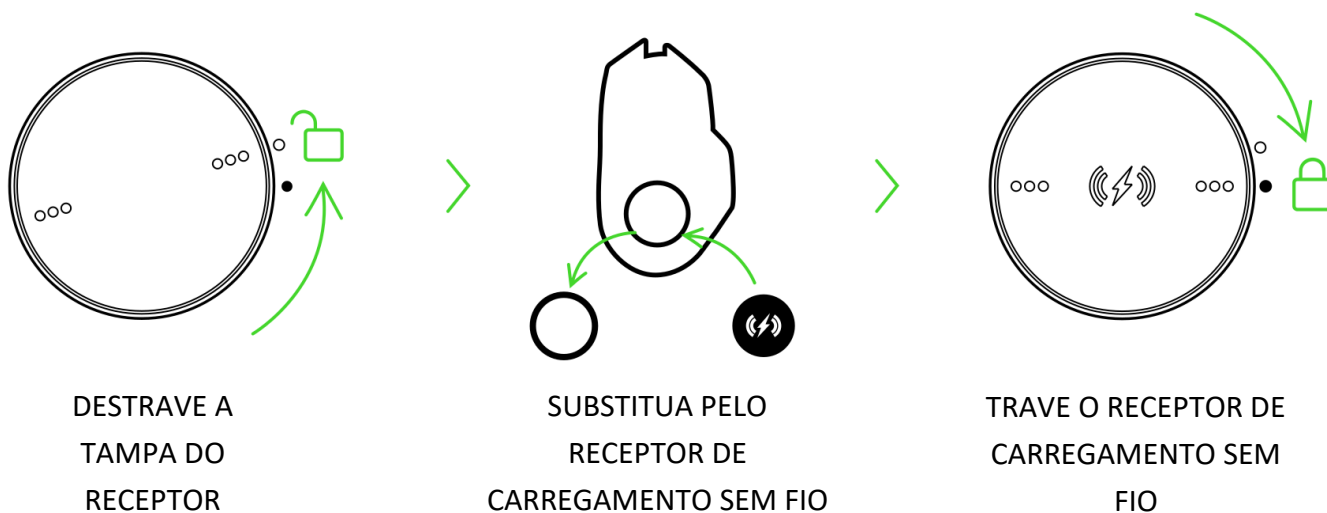 DESTRAVE A
TAMPA DO
RECEPTOR
SUBSTITUA PELO
RECEPTOR DE
CARREGAMENTO SEM FIO
TRAVE O RECEPTOR DE
CARREGAMENTO SEM
FIO